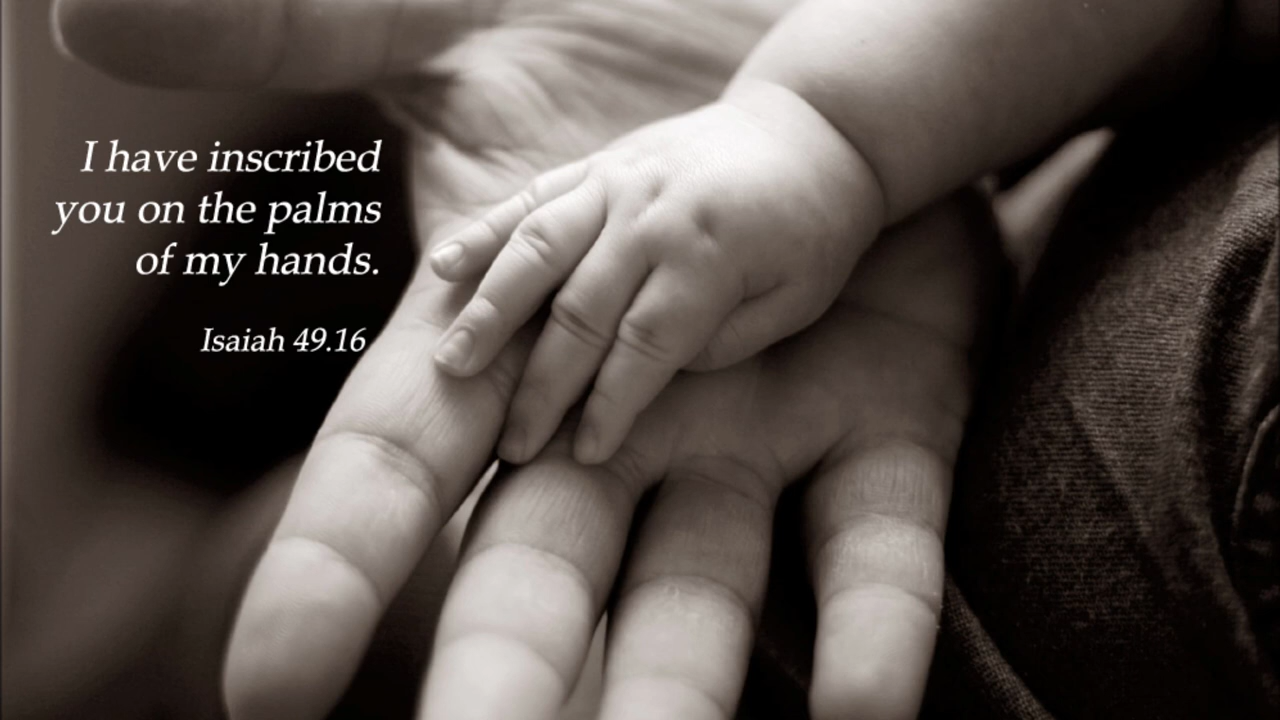 I have inscribed
you on the palms
of my hands.
Isaiah 49.16